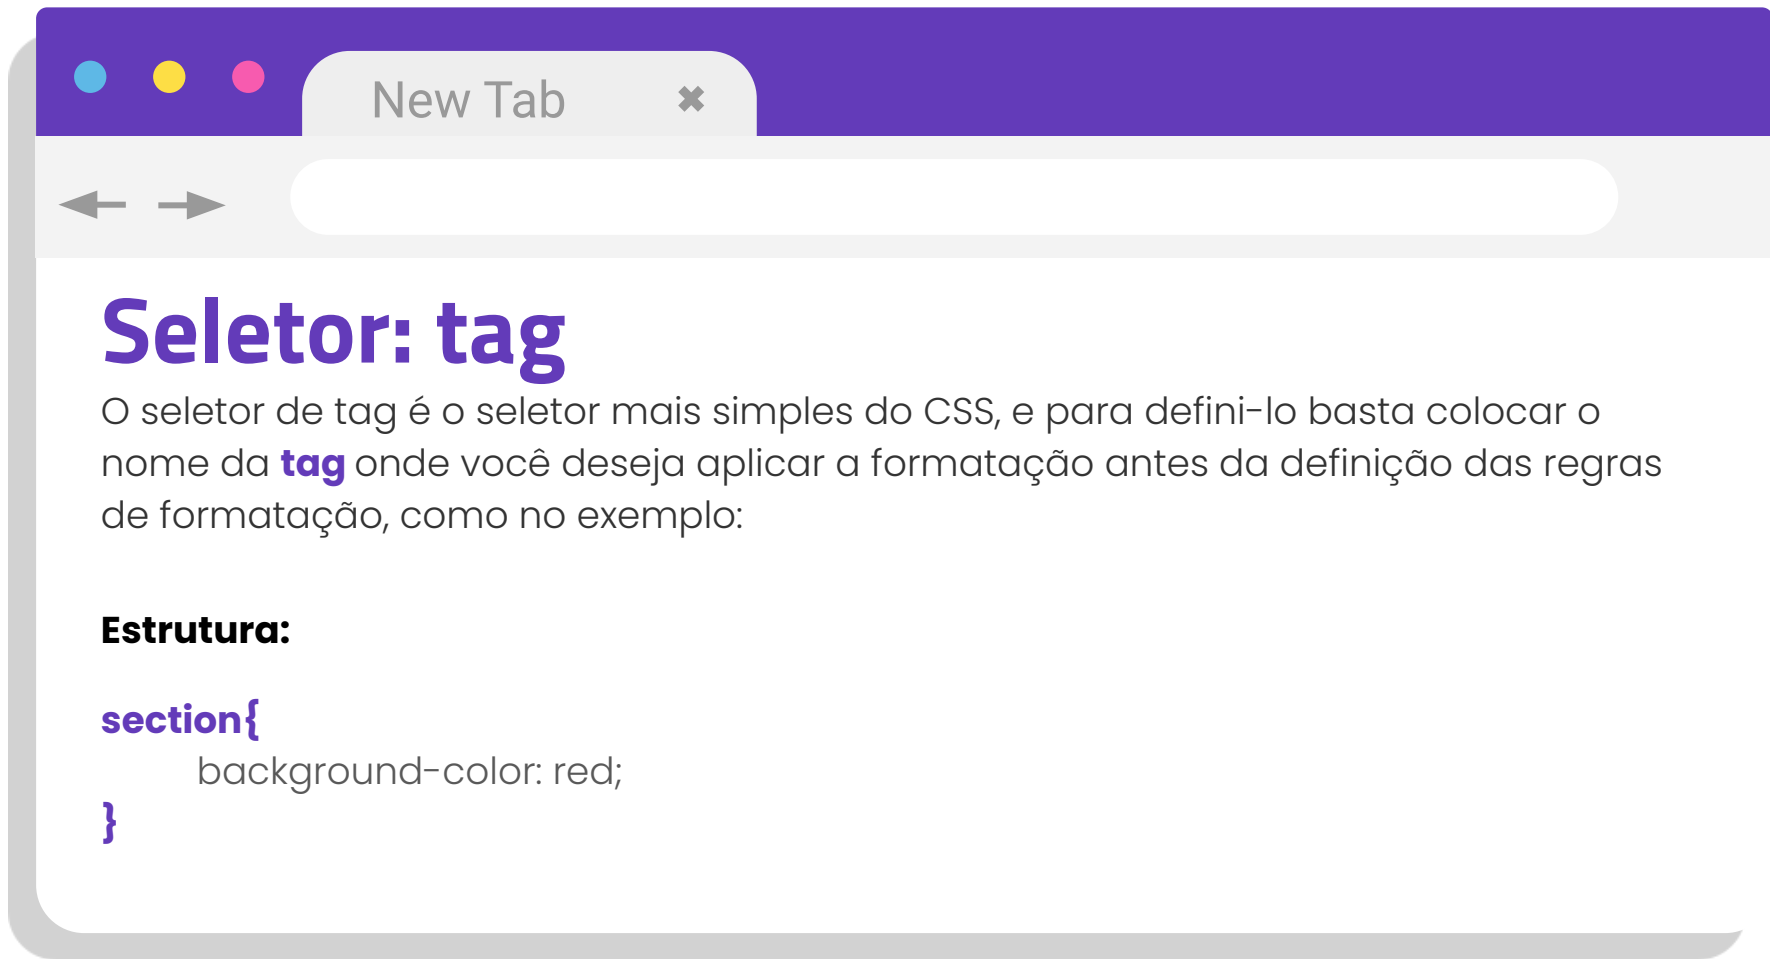 New Tab ✖
Seletor: tag
O seletor de tag é o seletor mais simples do CSS, e para defini-lo basta colocar o
nome da tag onde você deseja aplicar a formatação antes da definição das regras
de formatação, como no exemplo:
Estrutura:
section{
background-color: red;
}